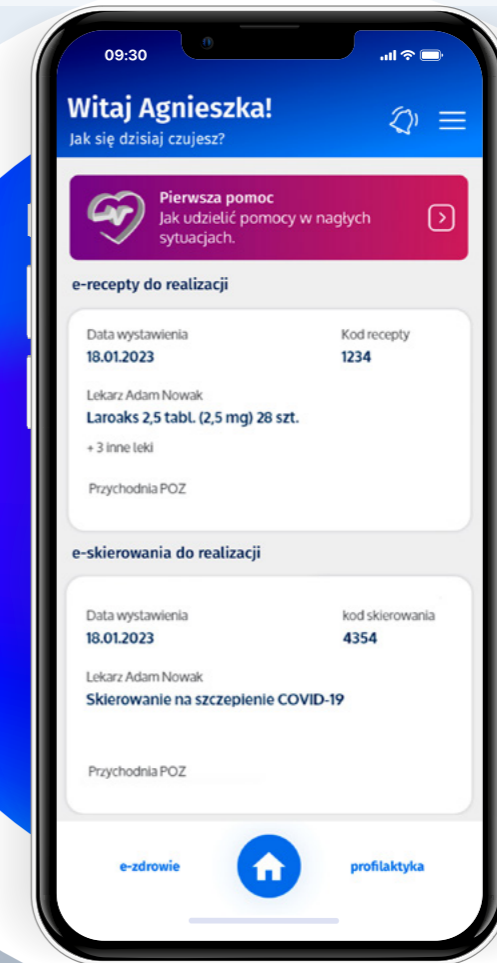 09:30
Witaj Agnieszka!
Jak się dzisiaj czujesz?
Pierwsza pomoc
Jak udzielić pomocy w nagłych
sytuacjach.
e-recepty do realizacji
Data wystawienia Kod recepty
18.01.2023 1234
Lekarz Adam Nowak
Laroaks 2,5 tabl. (2,5 mg) 28 szt.
+ 3 inne leki
Przychodnia POZ
e-skierowania do realizacji
Data wystawienia kod skierowania
18.01.2023 4354
Lekarz Adam Nowak
Skierowanie na szczepienie COVID-19
Przychodnia POZ
e-zdrowie profilaktyka